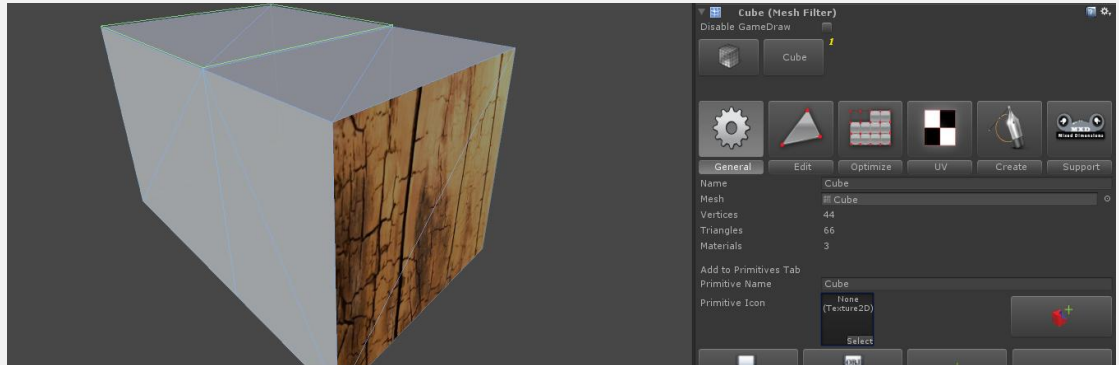 Cube (Mesh Filter)
Disable GameDraw
Cube
1
MXD
Mixed Dimensions
General Edit Optimize UV Create Support
Name Cube
Mesh Cube
Vertices 44
Triangles 66
Materials 3
Add to Primitives Tab
Primitive Name Cube
Primitive Icon
None
(Texture2D)
Select
OBJ